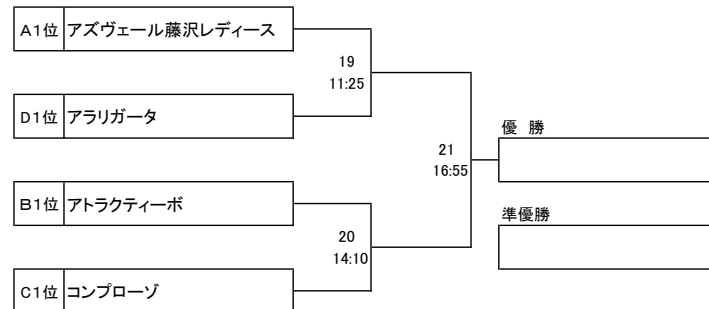 A1位 アズヴェール藤沢レディース
19
11:25
D1位 アラリガータ
21
16:55
優 勝
B1位 アトラクティーボ
準優勝
20
14:10
C1位 コンプローゾ